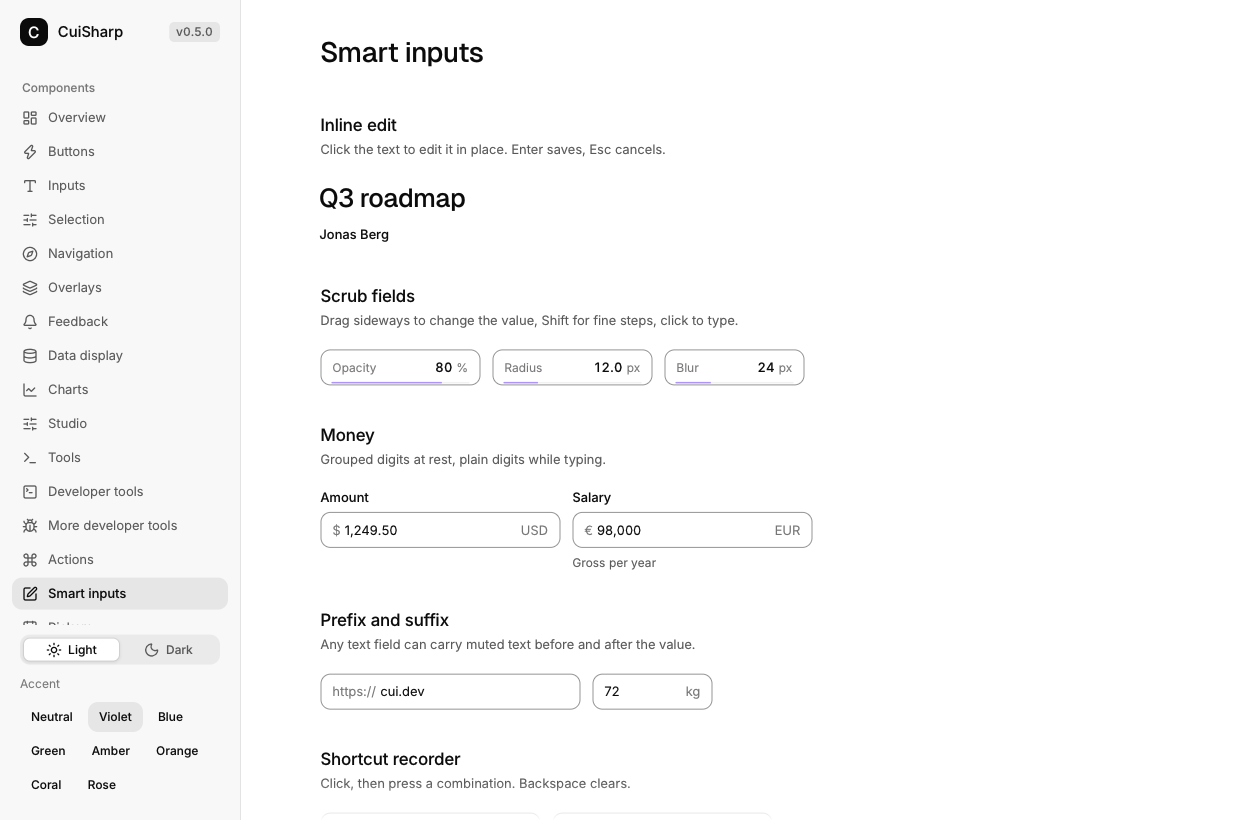 C CuiSharp v0.5.0
Components
Overview
Buttons
Inputs
Selection
Navigation
Overlays
Feedback
Data display
Charts
Studio
Tools
Developer tools
More developer tools
Actions
Smart inputs
Light Dark
Accent
Neutral Violet Blue
Green Amber Orange
Coral Rose
Smart inputs
Inline edit
Click the text to edit it in place. Enter saves, Esc cancels.
Q3 roadmap
Jonas Berg
Scrub fields
Drag sideways to change the value, Shift for fine steps, click to type.
Opacity 80 % Radius 12.0 px Blur 24 px
Money
Grouped digits at rest, plain digits while typing.
Amount Salary
$ 1,249.50 USD € 98,000 EUR
Gross per year
Prefix and suffix
Any text field can carry muted text before and after the value.
https:// cui.dev 72 kg
Shortcut recorder
Click, then press a combination. Backspace clears.